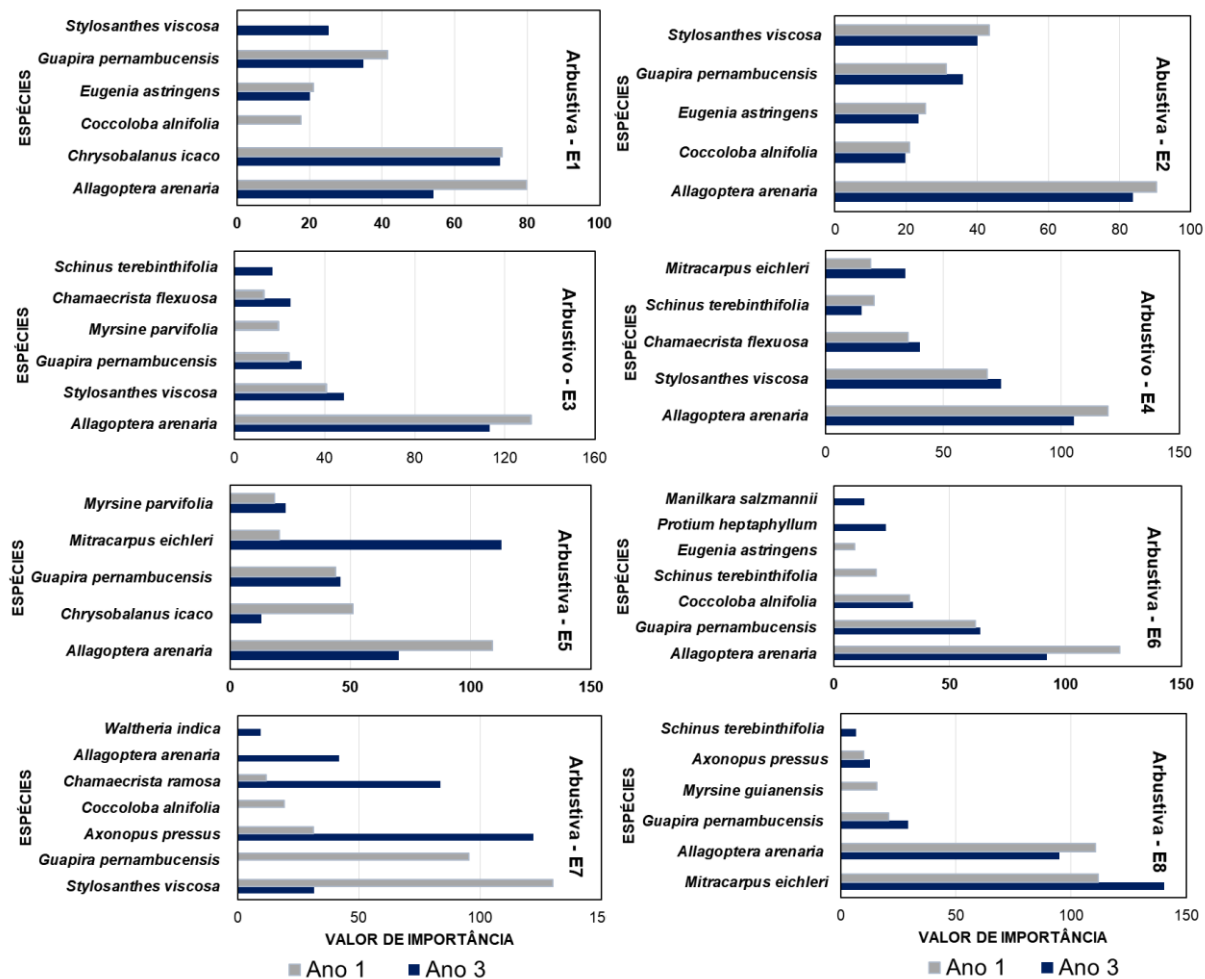 ESPÉCIES
Stylosanthes viscosa
Guapira pernambucensis
Eugenia astringens
Coccoloba alnifolia
Chrysobalanus icaco
Allagoptera arenaria
0 20 40 60 80 100
Arbustiva - E1
ESPÉCIES
Stylosanthes viscosa
Guapira pernambucensis
Eugenia astringens
Coccoloba alnifolia
Allagoptera arenaria
0 20 40 60 80 100
Abustiva - E2
ESPÉCIES
Schinus terebinthifolia
Chamaecrista flexuosa
Myrsine parvifolia
Guapira pernambucensis
Stylosanthes viscosa
Allagoptera arenaria
0 40 80 120 160
Arbustivo - E3
ESPÉCIES
Mitracarpus eichleri
Schinus terebinthifolia
Chamaecrista flexuosa
Stylosanthes viscosa
Allagoptera arenaria
0 50 100 150
Arbustivo - E4
ESPÉCIES
Myrsine parvifolia
Mitracarpus eichleri
Guapira pernambucensis
Chrysobalanus icaco
Allagoptera arenaria
0 50 100 150
Arbustiva - E5
ESPÉCIES
Manilkara salzmannii
Protium heptaphyllum
Eugenia astringens
Schinus terebinthifolia
Coccoloba alnifolia
Guapira pernambucensis
Allagoptera arenaria
0 50 100 150
Arbustiva - E6
ESPÉCIES
Waltheria indica
Allagoptera arenaria
Chamaecrista ramosa
Coccoloba alnifolia
Axonopus pressus
Guapira pernambucensis
Stylosanthes viscosa
0 50 100 15
Arbustiva - E7
VALOR DE IMPORTÂNCIA
Ano 1 Ano 3
ESPÉCIES
Schinus terebinthifolia
Axonopus pressus
Myrsine guianensis
Guapira pernambucensis
Allagoptera arenaria
Mitracarpus eichleri
0 50 100 150
Arbustiva - E8
VALOR DE IMPORTÂNCIA
Ano 1 Ano 3